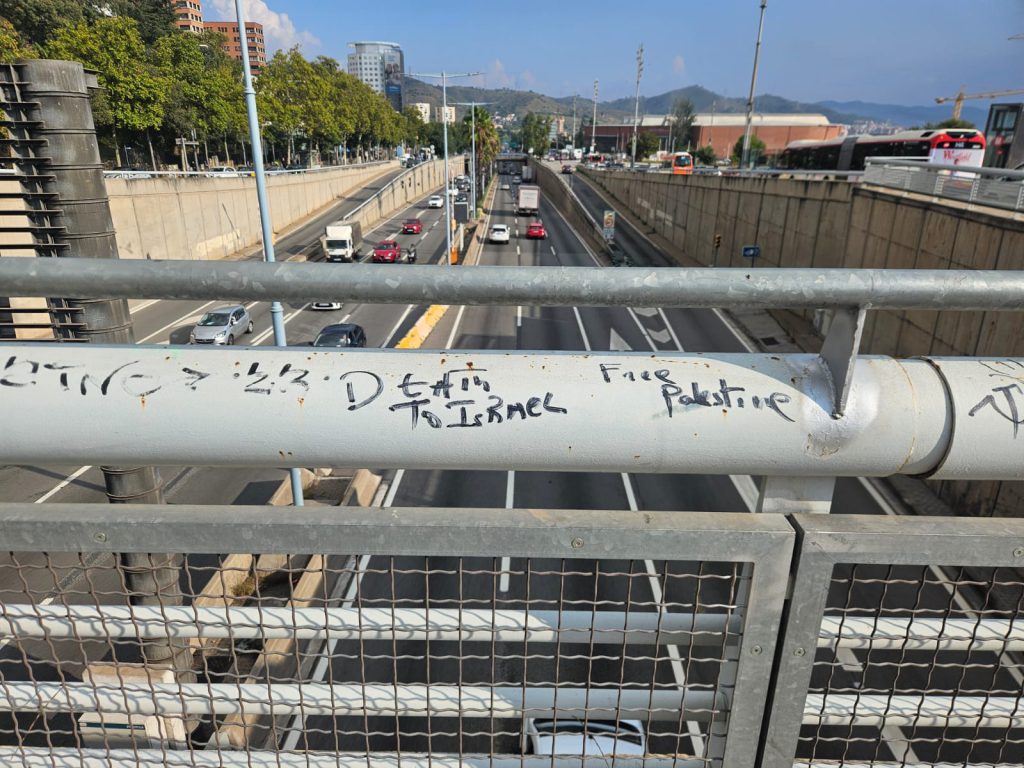 Death
To Israel
Free
Palestine